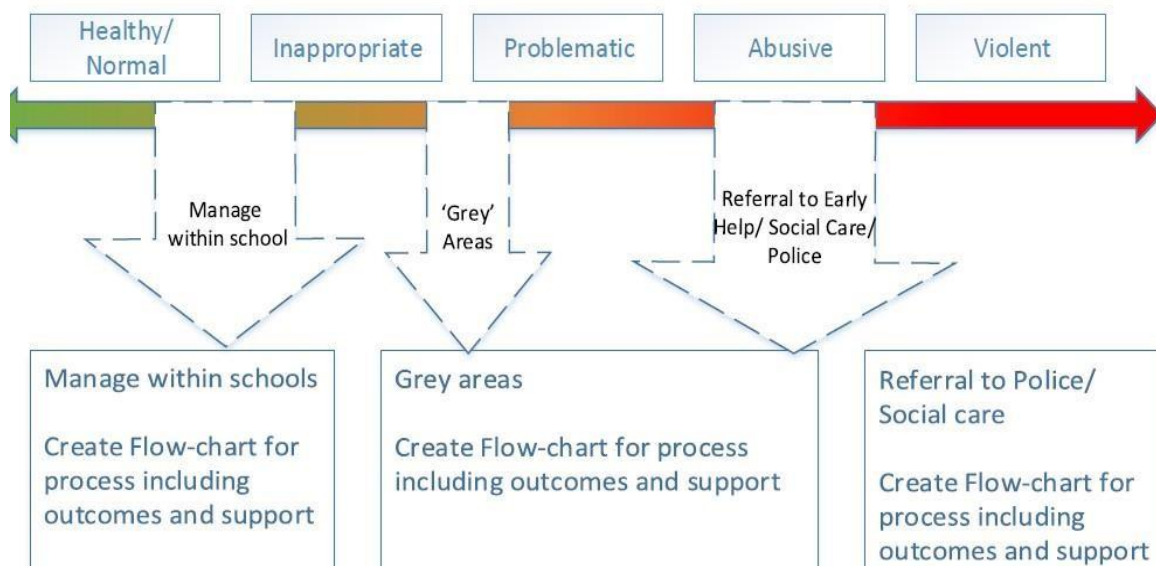 Healthy/
Normal
Inappropriate
Problematic
Abusive
Violent
Manage
within school
‘Grey’
Areas
Referral to Early
Help/ Social Care/
Police
Manage within schools
Create Flow-chart for
process including
outcomes and support
Grey areas
Create Flow-chart for process
including outcomes and support
Referral to Police/
Social care
Create Flow-chart for
process including
outcomes and support